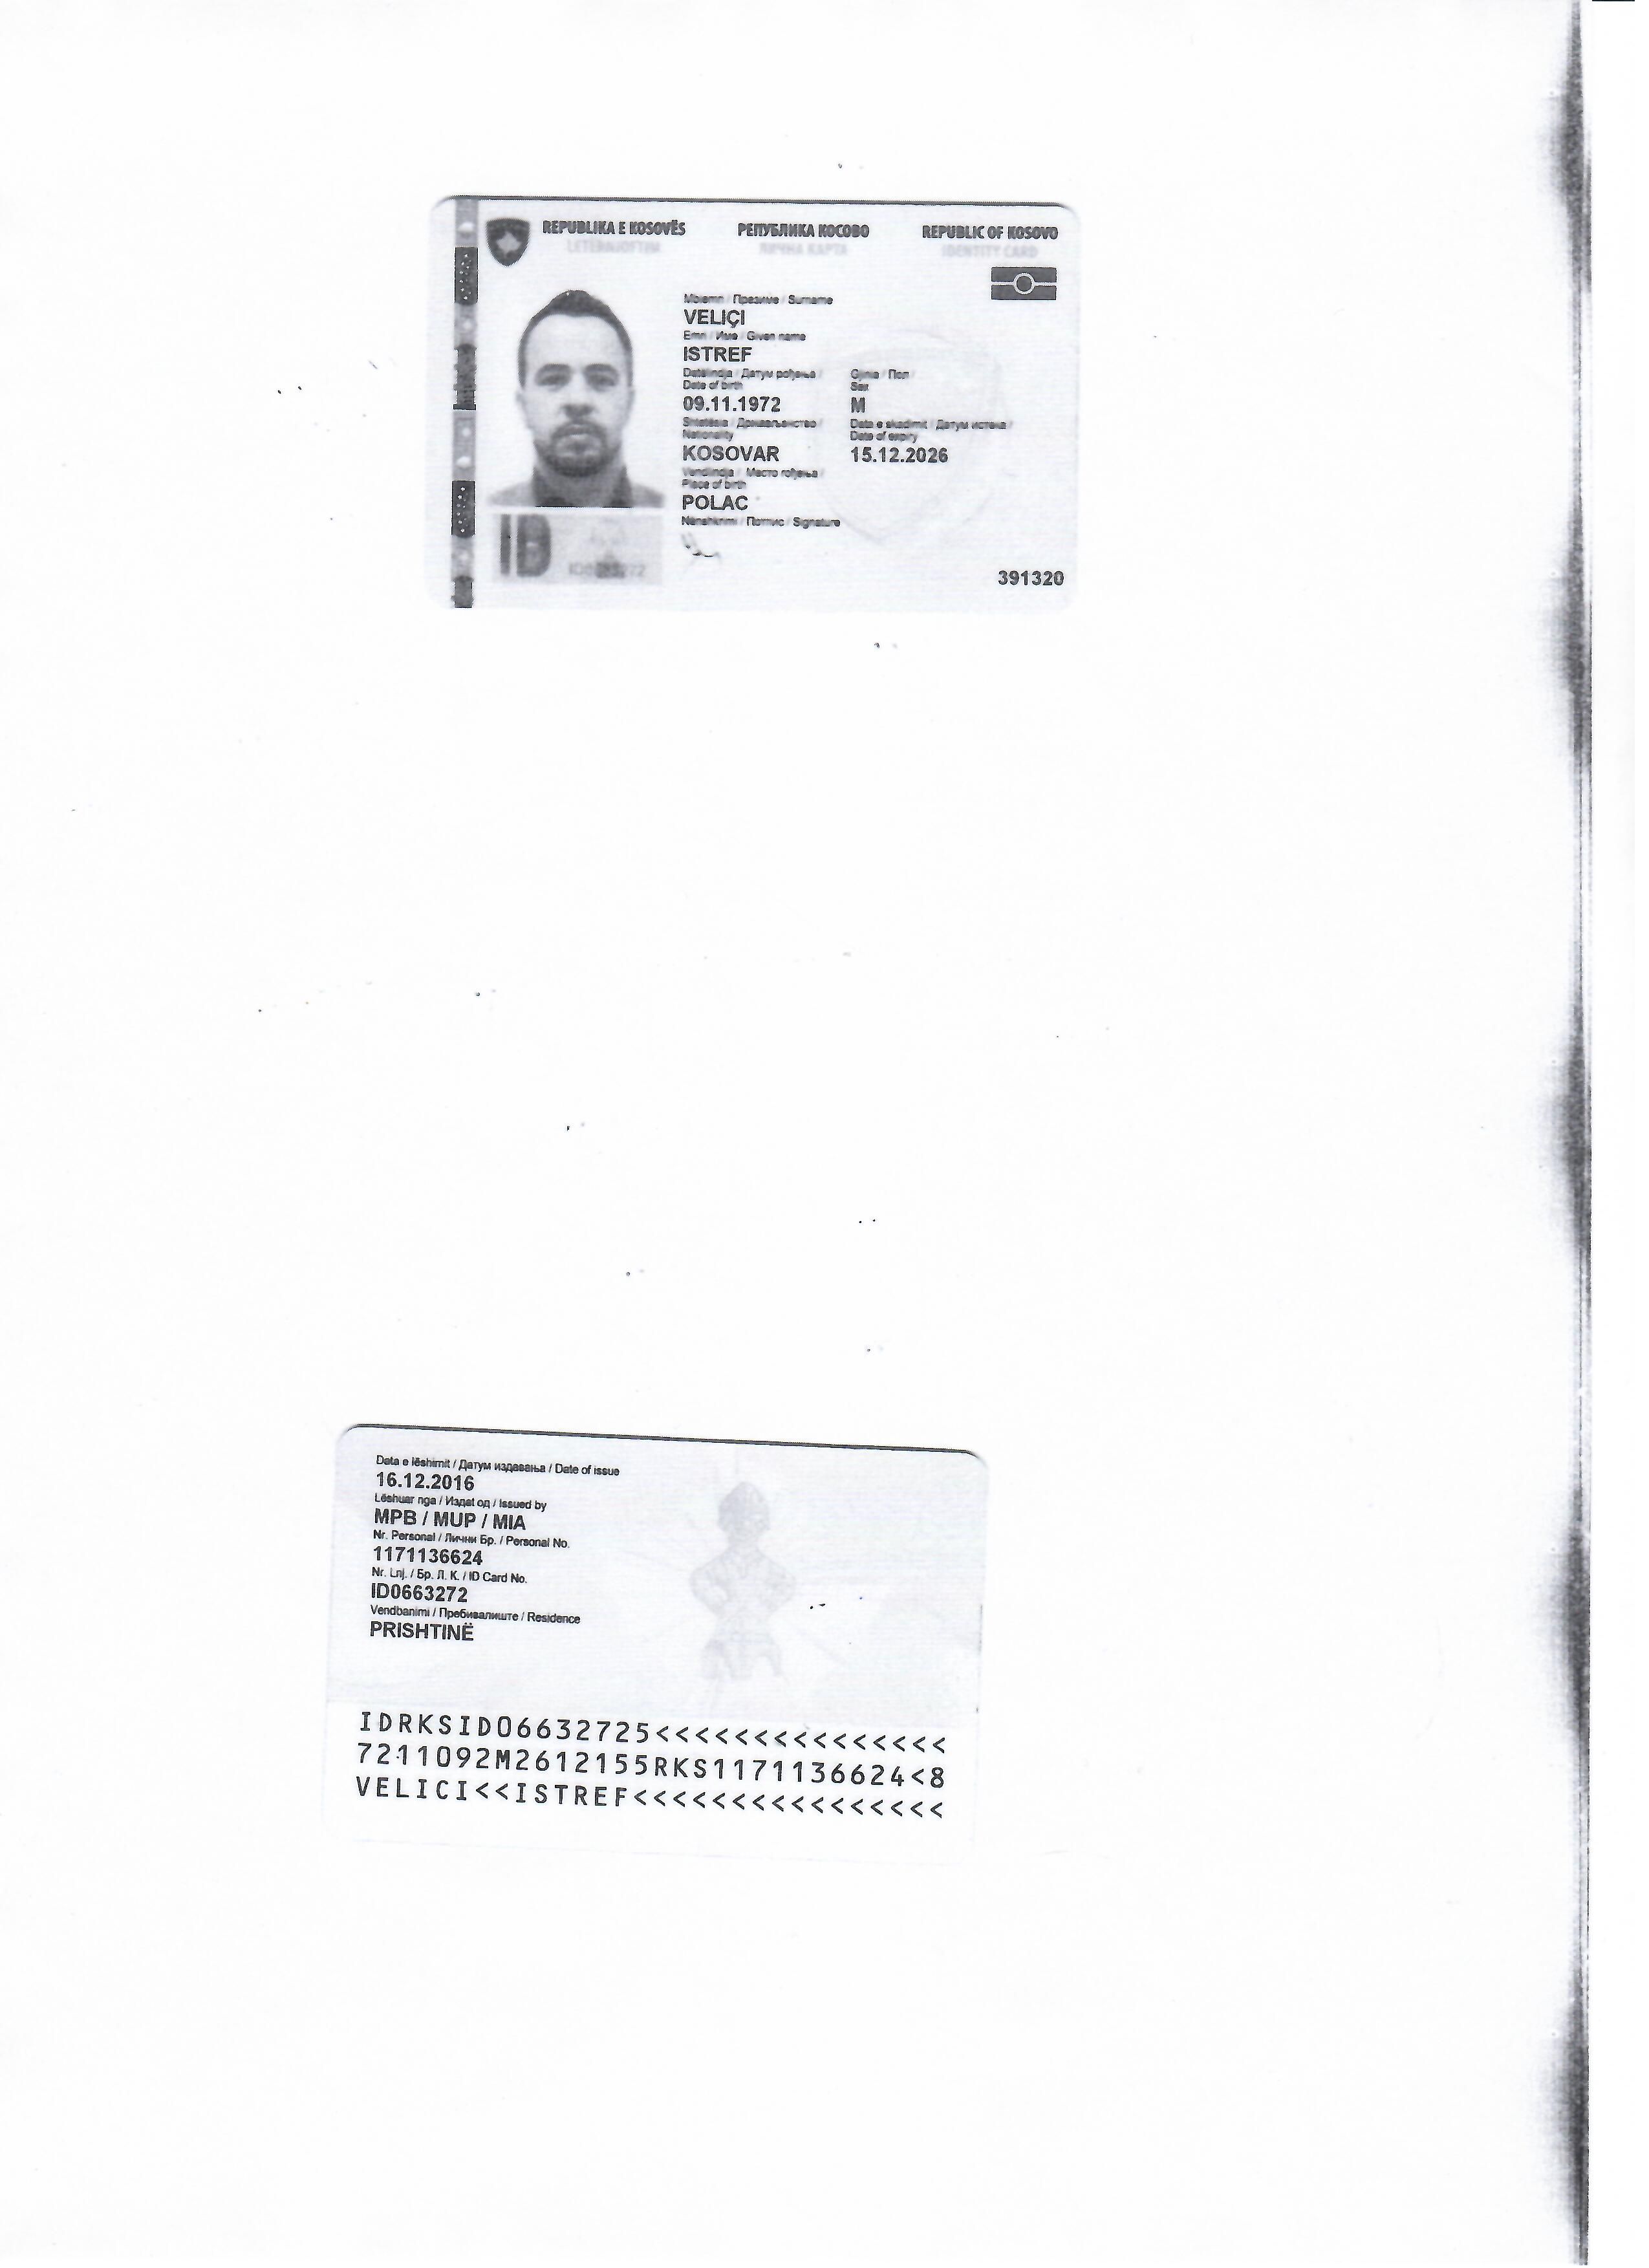 REPUBLIKA E KOSOVËS РЕПУБЛИКА КОСОВО REPUBLIC OF KOSOVO
LETËRNJOFTIM ЛИЧНА КАРТА IDENTITY CARD
Mbiemri / Презиме / Surname
VELIÇI
Emri / Име / Given name
ISTREF
Datëlindja / Датум рођења / Gjinia / Пол /
Date of birth Sex
09.11.1972 M
Shtetësia / Држављанство / Data e skadimit / Датум истека /
Nationality Date of expiry
KOSOVAR 15.12.2026
Vendlindja / Место рођења /
Place of birth
POLAC
Nënshkrimi / Потпис / Signature
ID
391320
Data e lëshimit / Датум издавања / Date of issue
16.12.2016
Lëshuar nga / Издат од / Issued by
MPB / MUP / MIA
Nr. Personal / Лични Бр. / Personal No.
1171136624
Nr. Lnj. / Бр. Л. К. / ID Card No.
ID0663272
Vendbanimi / Пребивалиште / Residence
PRISHTINË
IDRKSID06632725<<<<<<<<<<<<<<<
7211092M2612155RKS1171136624<8
VELICI<<ISTREF<<<<<<<<<<<<<<<<